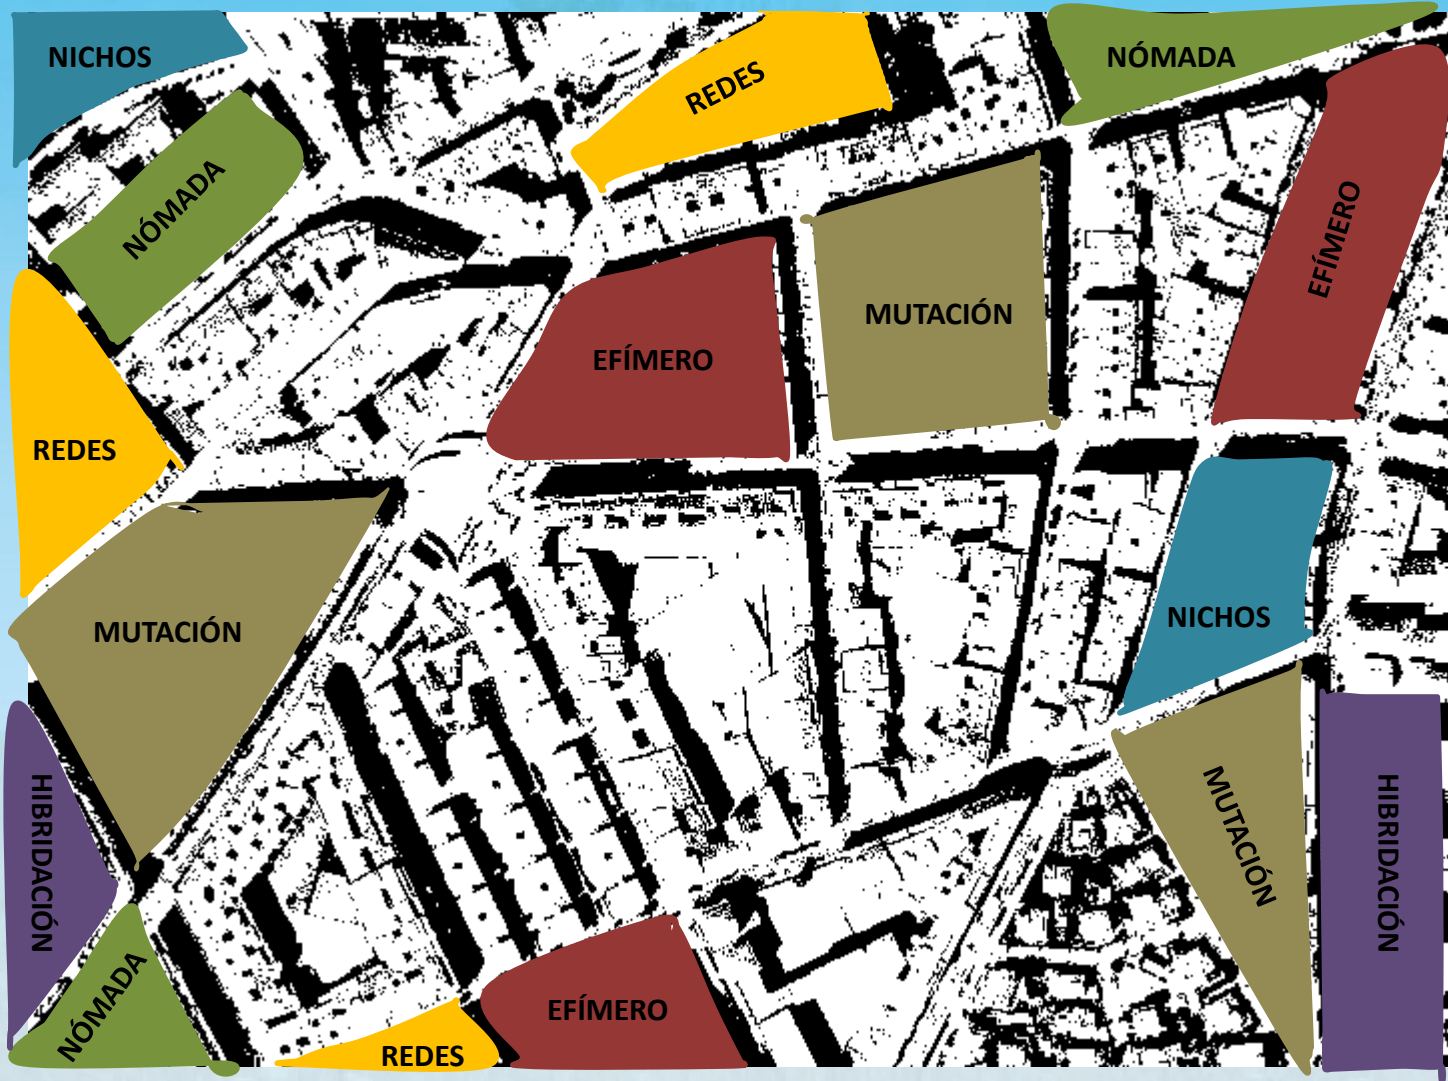 NICHOS
REDES
NÓMADA
NÓMADA
EFÍMERO
MUTACIÓN
EFÍMERO
REDES
NICHOS
MUTACIÓN
HIBRIDACIÓN
MUTACIÓN
HIBRIDACIÓN
NÓMADA
EFÍMERO
REDES